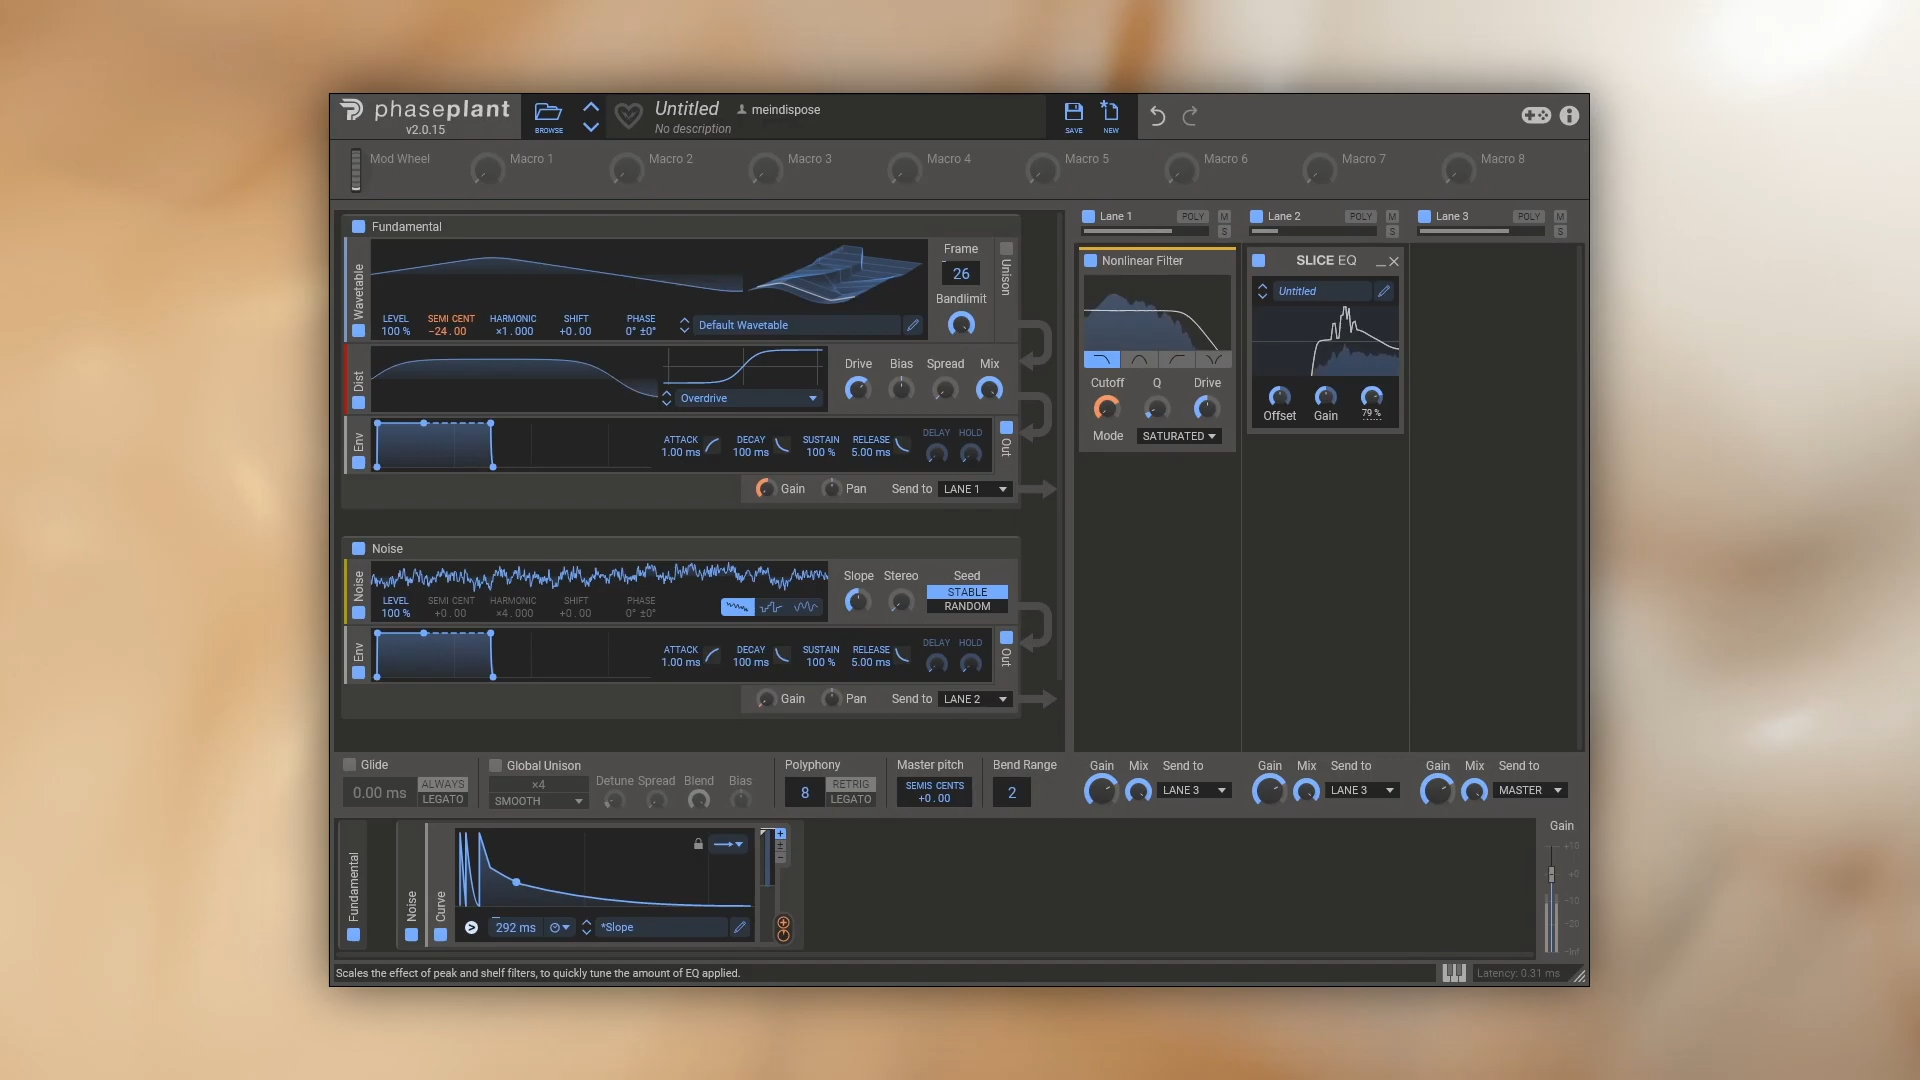 phaseplant
v2.0.15
BROWSE
Untitled
meindispose
No description
SAVE
NEW
Mod Wheel
Macro 1
Macro 2
Macro 3
Macro 4
Macro 5
Macro 6
Macro 7
Macro 8
Fundamental
Wavetable
LEVEL
100 %
SEMI CENT
−24.00
HARMONIC
×1.000
SHIFT
+0.00
PHASE
0° ±0°
Default Wavetable
Frame
26
Bandlimit
Unison
Dist
Overdrive
Drive
Bias
Spread
Mix
Env
ATTACK
1.00 ms
DECAY
100 ms
SUSTAIN
100 %
RELEASE
5.00 ms
DELAY
HOLD
Out
Gain
Pan
Send to
LANE 1
Noise
Noise
LEVEL
100 %
SEMI CENT
+0.00
HARMONIC
×4.000
SHIFT
+0.00
PHASE
0° ±0°
Slope
Stereo
Seed
STABLE
RANDOM
Env
ATTACK
1.00 ms
DECAY
100 ms
SUSTAIN
100 %
RELEASE
5.00 ms
DELAY
HOLD
Out
Gain
Pan
Send to
LANE 2
Lane 1
POLY
M
S
Lane 2
POLY
M
S
Lane 3
POLY
M
S
Nonlinear Filter
Cutoff
Q
Drive
Mode
SATURATED
SLICE EQ
Untitled
Offset
Gain
79 %
Glide
0.00 ms
ALWAYS
LEGATO
Global Unison
×4
SMOOTH
Detune
Spread
Blend
Bias
Polyphony
8
RETRIG
LEGATO
Master pitch
SEMIS CENTS
+0.00
Bend Range
2
Gain
Mix
Send to
LANE 3
Gain
Mix
Send to
LANE 3
Gain
Mix
Send to
MASTER
Fundamental
Noise
Curve
292 ms
*Slope
Gain
+10
+0
−10
−20
−Inf
Scales the effect of peak and shelf filters, to quickly tune the amount of EQ applied.
Latency: 0.31 ms